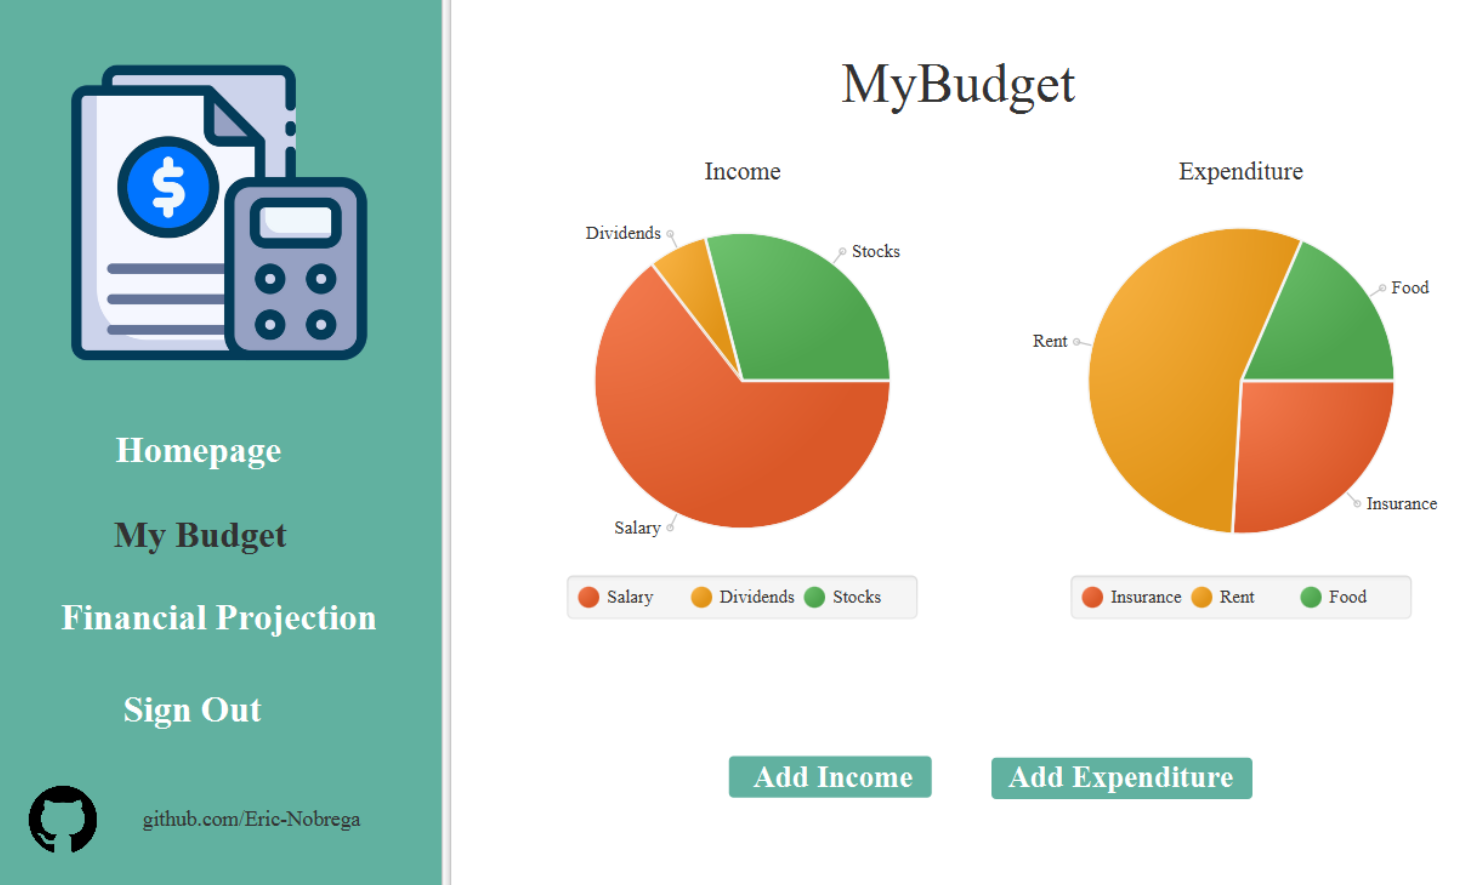 Homepage
My Budget
Financial Projection
Sign Out
github.com/Eric-Nobrega
MyBudget
Income
Dividends
Stocks
Salary
Salary Dividends Stocks
Expenditure
Food
Rent
Insurance
Insurance Rent Food
Add Income
Add Expenditure